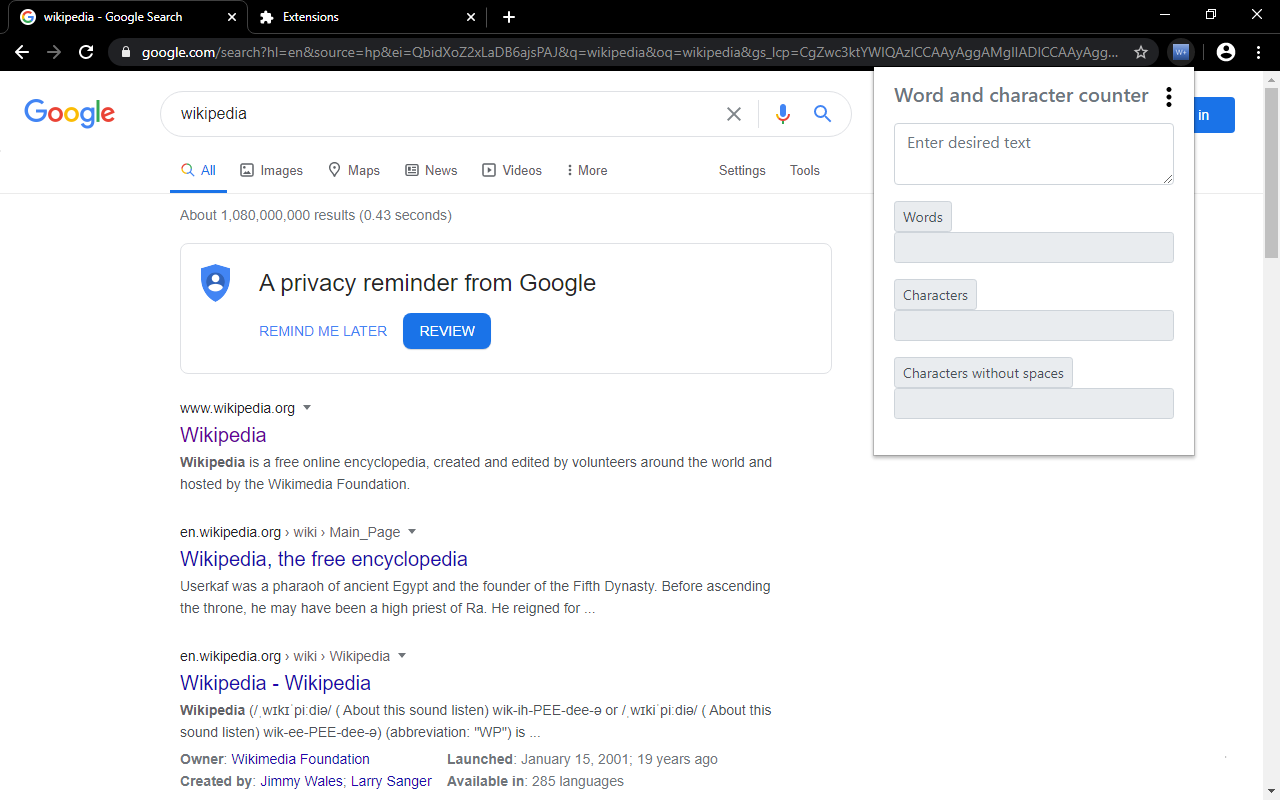 wikipedia - Google Search
Extensions
google.com/search?hl=en&source=hp&ei=QbidXoZ2xLaDB6ajsPAJ&q=wikipedia&oq=wikipedia&gs_lcp=CgZwc3ktYWIQAzICCAAyAggAMgIIADICCAAyAgg...
W+
Google
wikipedia
in
All
Images
Maps
News
Videos
More
Settings
Tools
About 1,080,000,000 results (0.43 seconds)
A privacy reminder from Google
REMIND ME LATER
REVIEW
www.wikipedia.org
Wikipedia
Wikipedia is a free online encyclopedia, created and edited by volunteers around the world and
hosted by the Wikimedia Foundation.
en.wikipedia.org › wiki › Main_Page
Wikipedia, the free encyclopedia
Userkaf was a pharaoh of ancient Egypt and the founder of the Fifth Dynasty. Before ascending
the throne, he may have been a high priest of Ra. He reigned for ...
en.wikipedia.org › wiki › Wikipedia
Wikipedia - Wikipedia
Wikipedia (/ˌwɪkɪˈpiːdiə/ ( About this sound listen) wik-ih-PEE-dee-ə or /ˌwɪkiˈpiːdiə/ ( About this
sound listen) wik-ee-PEE-dee-ə) (abbreviation: "WP") is ...
Owner: Wikimedia Foundation
Launched: January 15, 2001; 19 years ago
Created by: Jimmy Wales; Larry Sanger
Available in: 285 languages
Word and character counter
Enter desired text
Words
Characters
Characters without spaces